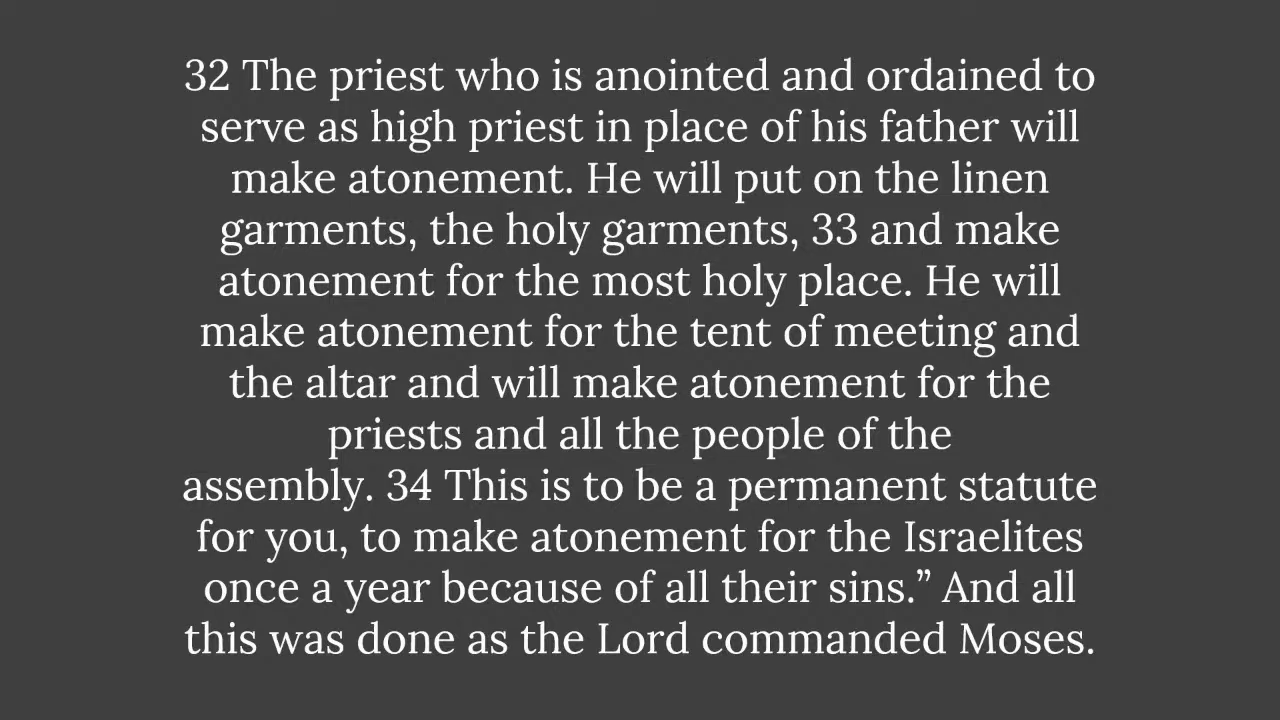 32 The priest who is anointed and ordained to
serve as high priest in place of his father will
make atonement. He will put on the linen
garments, the holy garments, 33 and make
atonement for the most holy place. He will
make atonement for the tent of meeting and
the altar and will make atonement for the
priests and all the people of the
assembly. 34 This is to be a permanent statute
for you, to make atonement for the Israelites
once a year because of all their sins.” And all
this was done as the Lord commanded Moses.